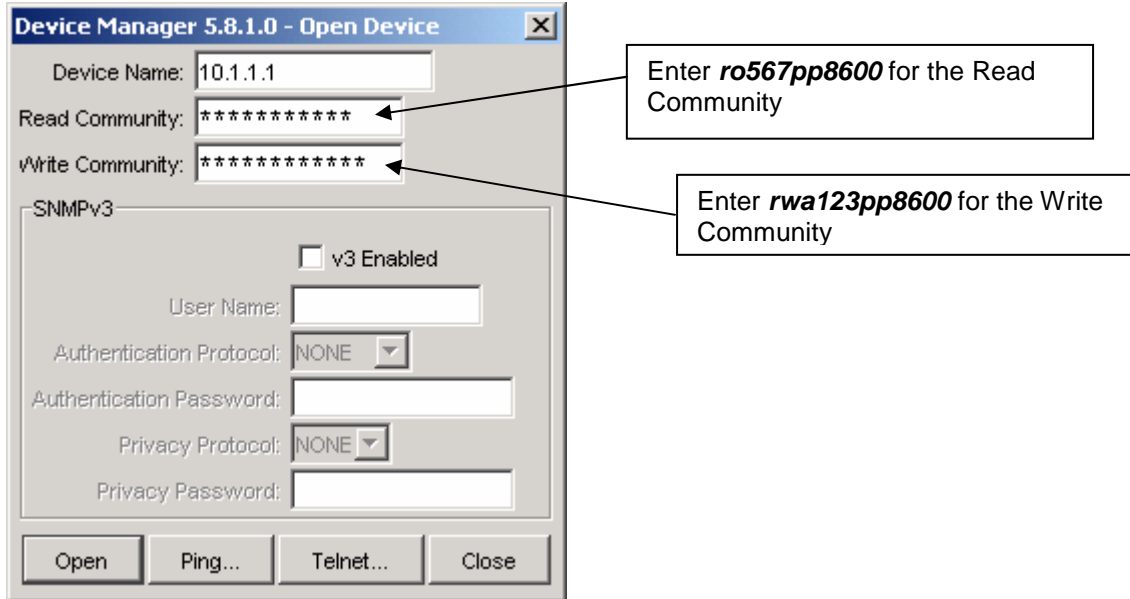 Device Manager 5.8.1.0 - Open Device
Device Name: 10.1.1.1
Read Community: ***********
Write Community: ************
SNMPv3
v3 Enabled
User Name:
Authentication Protocol: NONE
Authentication Password:
Privacy Protocol: NONE
Privacy Password:
Open Ping... Telnet... Close
Enter ro567pp8600 for the Read
Community
Enter rwa123pp8600 for the Write
Community